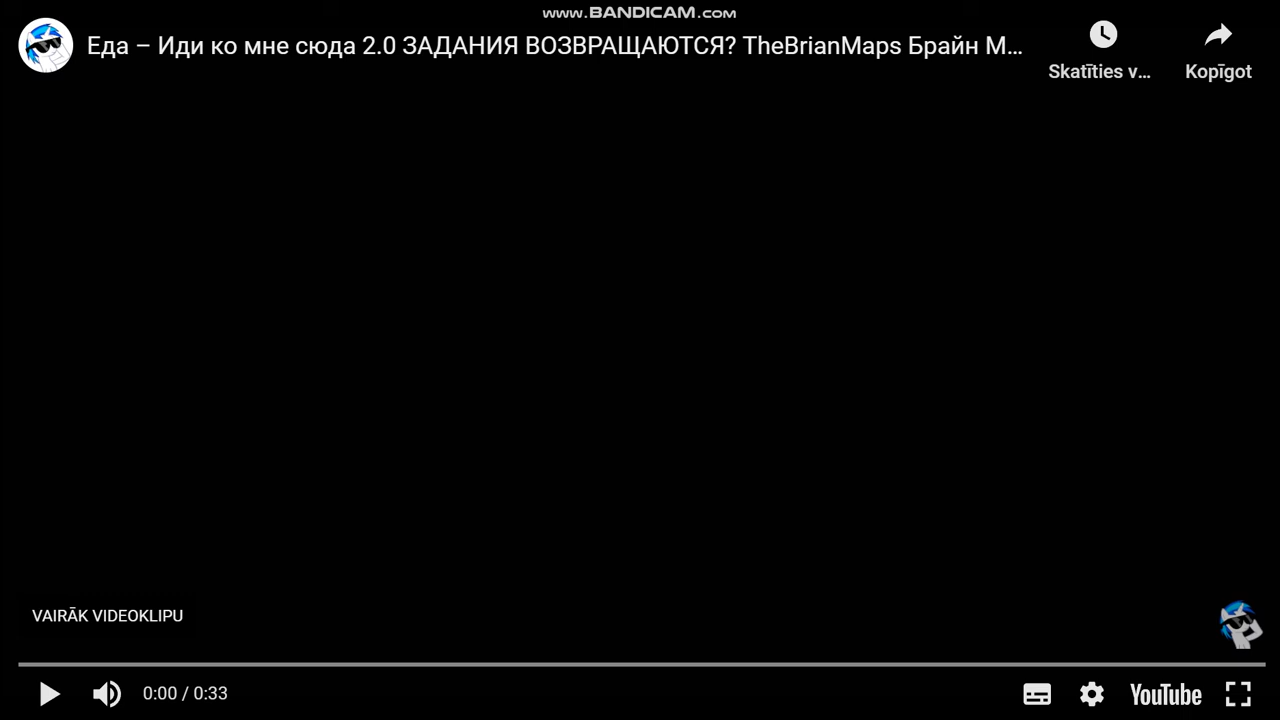 www.BANDICAM.com
Еда – Иди ко мне сюда 2.0 ЗАДАНИЯ ВОЗВРАЩАЮТСЯ? TheBrianMaps Брайн М...
Skatīties v...
Kopīgot
VAIRĀK VIDEOKLIPU
0:00 / 0:33
YouTube